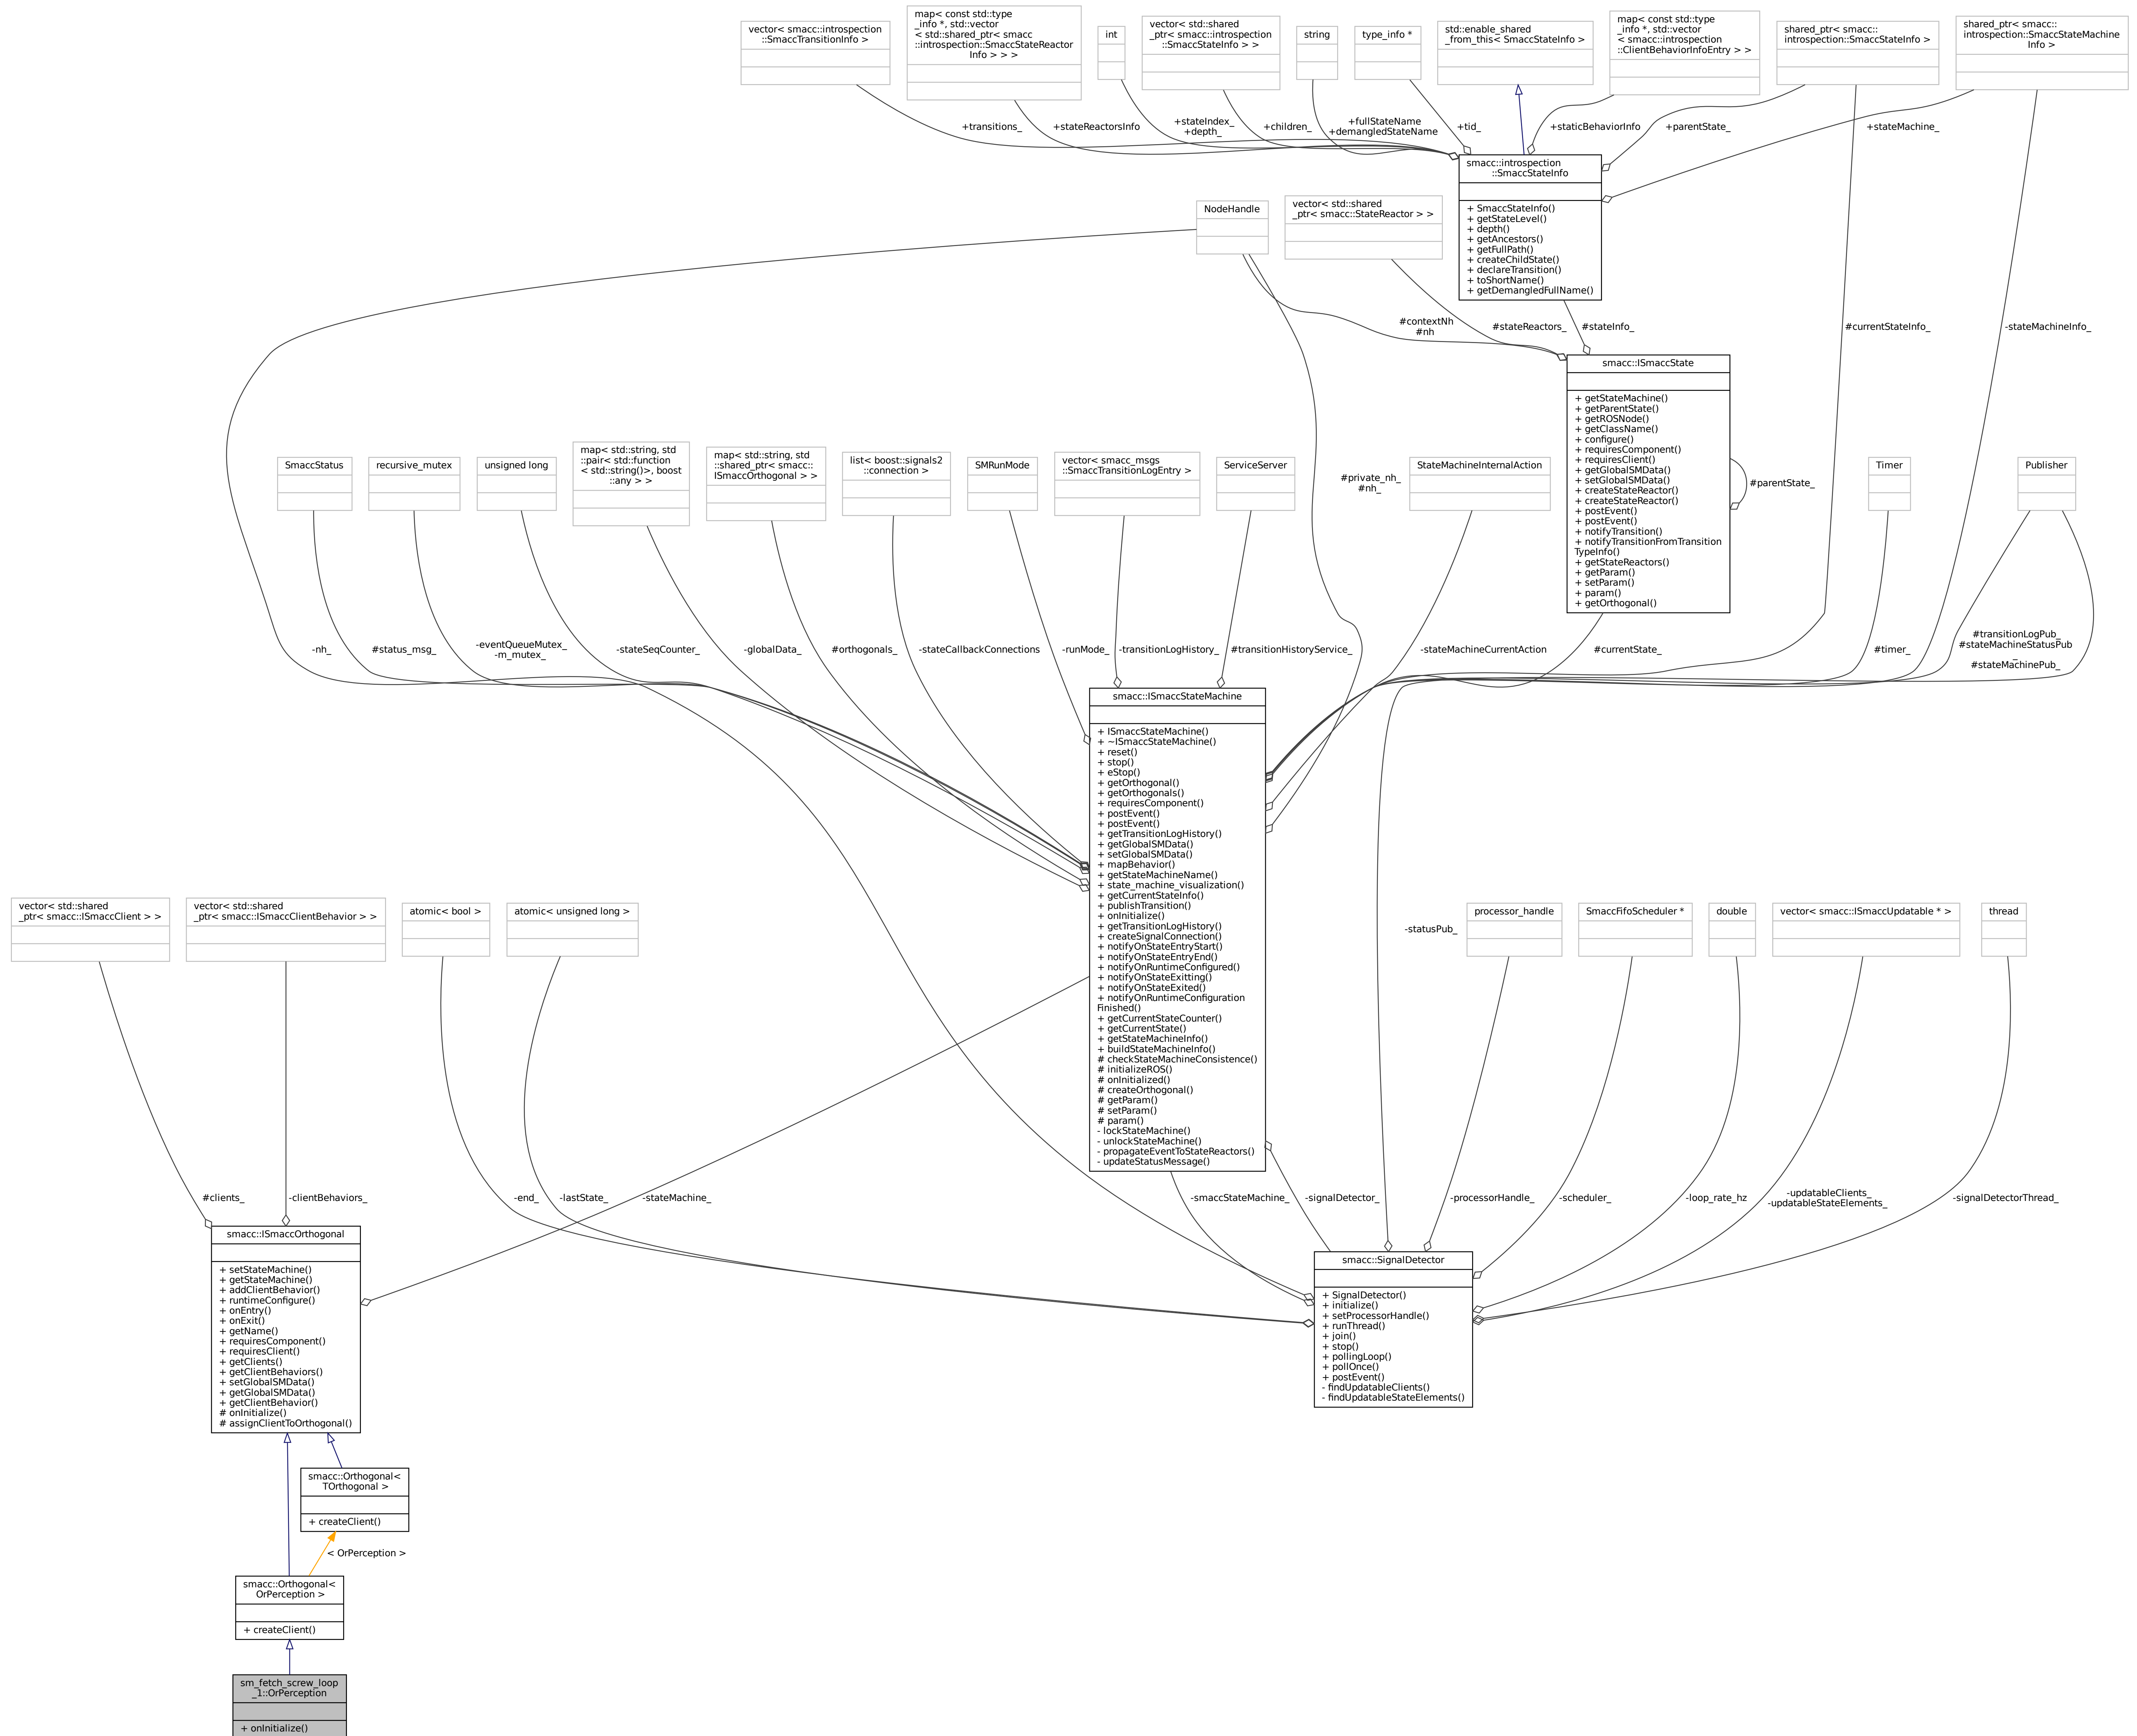 vector< smacc::introspection
::SmaccTransitionInfo >
map< const std::type
_info *, std::vector
< std::shared_ptr< smacc
::introspection::SmaccStateReactor
Info > > >
int
vector< std::shared
_ptr< smacc::introspection
::SmaccStateInfo > >
string
type_info *
std::enable_shared
_from_this< SmaccStateInfo >
map< const std::type
_info *, std::vector
< smacc::introspection
::ClientBehaviorInfoEntry > >
shared_ptr< smacc::
introspection::SmaccStateInfo >
shared_ptr< smacc::
introspection::SmaccStateMachine
Info >
+transitions_
+stateReactorsInfo
+stateIndex_
+depth_
+children_
+fullStateName
+demangledStateName
+tid_
+staticBehaviorInfo
+parentState_
+stateMachine_
smacc::introspection
::SmaccStateInfo
+ SmaccStateInfo()
+ getStateLevel()
+ depth()
+ getAncestors()
+ getFullPath()
+ createChildState()
+ declareTransition()
+ toShortName()
+ getDemangledFullName()
NodeHandle
vector< std::shared
_ptr< smacc::StateReactor > >
#contextNh
#nh
#stateReactors_
#stateInfo_
#currentStateInfo_
-stateMachineInfo_
smacc::ISmaccState
+ getStateMachine()
+ getParentState()
+ getROSNode()
+ getClassName()
+ configure()
+ requiresComponent()
+ requiresClient()
+ getGlobalSMData()
+ setGlobalSMData()
+ createStateReactor()
+ createStateReactor()
+ postEvent()
+ postEvent()
+ notifyTransition()
+ notifyTransitionFromTransition
TypeInfo()
+ getStateReactors()
+ getParam()
+ setParam()
+ param()
+ getOrthogonal()
#parentState_
SmaccStatus
recursive_mutex
unsigned long
map< std::string, std
::pair< std::function
< std::string()>, boost
::any > >
map< std::string, std
::shared_ptr< smacc::
ISmaccOrthogonal > >
list< boost::signals2
::connection >
SMRunMode
vector< smacc_msgs
::SmaccTransitionLogEntry >
ServiceServer
#private_nh_
#nh_
StateMachineInternalAction
Timer
Publisher
-nh_
#status_msg_
-eventQueueMutex_
-m_mutex_
-stateSeqCounter_
-globalData_
#orthogonals_
-stateCallbackConnections
-runMode_
-transitionLogHistory_
#transitionHistoryService_
-stateMachineCurrentAction
#currentState_
#timer_
#transitionLogPub_
#stateMachineStatusPub
_
#stateMachinePub_
smacc::ISmaccStateMachine
+ ISmaccStateMachine()
+ ~ISmaccStateMachine()
+ reset()
+ stop()
+ eStop()
+ getOrthogonal()
+ getOrthogonals()
+ requiresComponent()
+ postEvent()
+ postEvent()
+ getTransitionLogHistory()
+ getGlobalSMData()
+ setGlobalSMData()
+ mapBehavior()
+ getStateMachineName()
+ state_machine_visualization()
+ getCurrentStateInfo()
+ publishTransition()
+ onInitialize()
+ getTransitionLogHistory()
+ createSignalConnection()
+ notifyOnStateEntryStart()
+ notifyOnStateEntryEnd()
+ notifyOnRuntimeConfigured()
+ notifyOnStateExitting()
+ notifyOnStateExited()
+ notifyOnRuntimeConfiguration
Finished()
+ getCurrentStateCounter()
+ getCurrentState()
+ getStateMachineInfo()
+ buildStateMachineInfo()
# checkStateMachineConsistence()
# initializeROS()
# onInitialized()
# createOrthogonal()
# getParam()
# setParam()
# param()
- lockStateMachine()
- unlockStateMachine()
- propagateEventToStateReactors()
- updateStatusMessage()
vector< std::shared
_ptr< smacc::ISmaccClient > >
vector< std::shared
_ptr< smacc::ISmaccClientBehavior > >
atomic< bool >
atomic< unsigned long >
-statusPub_
processor_handle
SmaccFifoScheduler *
double
vector< smacc::ISmaccUpdatable * >
thread
#clients_
-clientBehaviors_
-end_
-lastState_
-stateMachine_
-smaccStateMachine_
-signalDetector_
-processorHandle_
-scheduler_
-loop_rate_hz
-updatableClients_
-updatableStateElements_
-signalDetectorThread_
smacc::ISmaccOrthogonal
+ setStateMachine()
+ getStateMachine()
+ addClientBehavior()
+ runtimeConfigure()
+ onEntry()
+ onExit()
+ getName()
+ requiresComponent()
+ requiresClient()
+ getClients()
+ getClientBehaviors()
+ setGlobalSMData()
+ getGlobalSMData()
+ getClientBehavior()
# onInitialize()
# assignClientToOrthogonal()
smacc::SignalDetector
+ SignalDetector()
+ initialize()
+ setProcessorHandle()
+ runThread()
+ join()
+ stop()
+ pollingLoop()
+ pollOnce()
+ postEvent()
- findUpdatableClients()
- findUpdatableStateElements()
smacc::Orthogonal<
TOrthogonal >
+ createClient()
< OrPerception >
smacc::Orthogonal<
OrPerception >
+ createClient()
sm_fetch_screw_loop
_1::OrPerception
+ onInitialize()